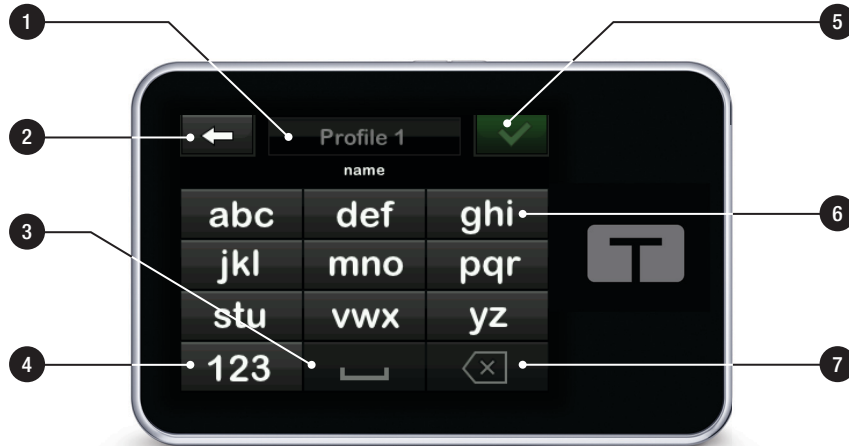 1
5
2
Profile 1
name
abc def ghi
6
3
jkl mno pqr
stu vwx yz
4
123
7